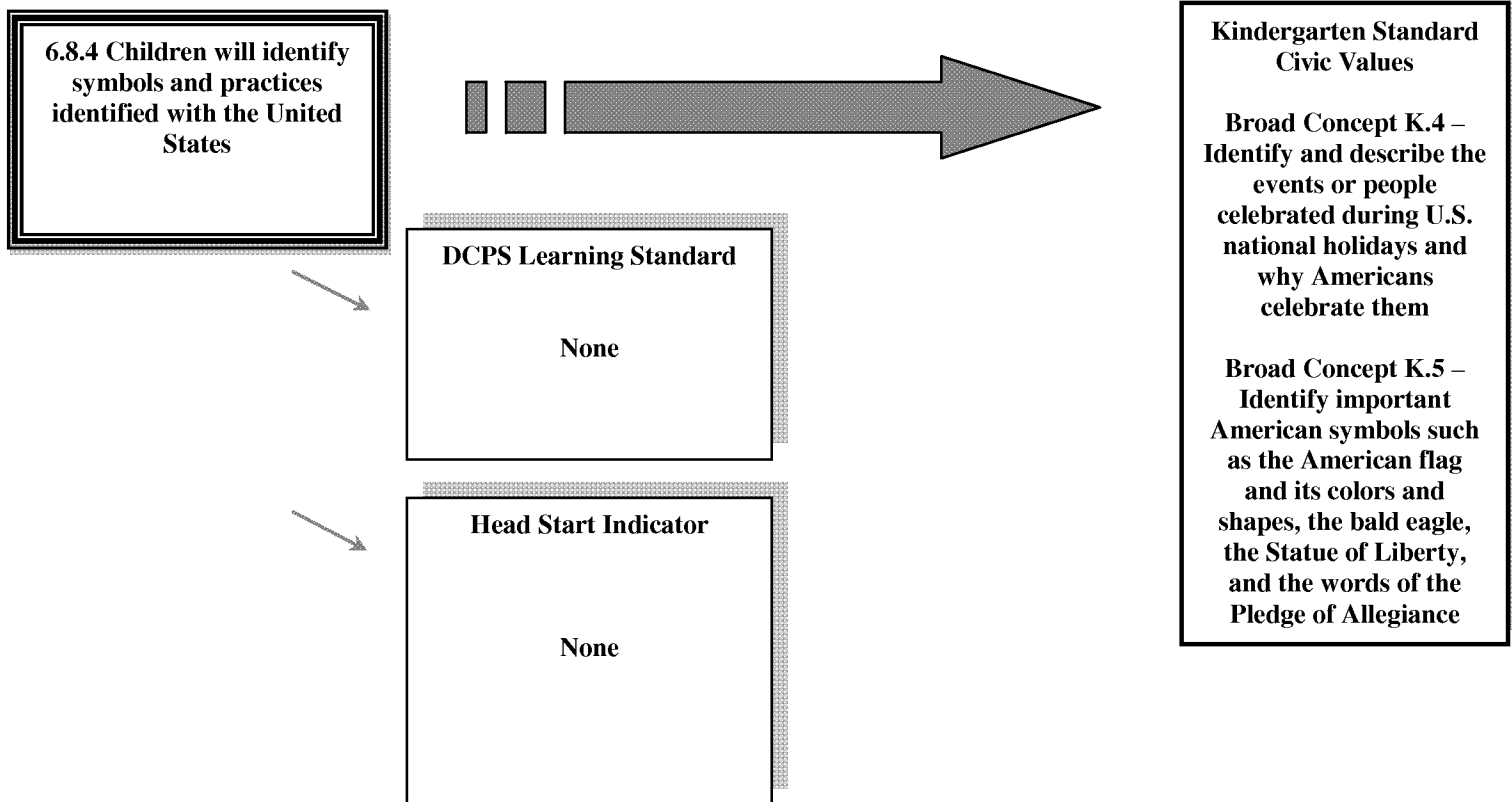 6.8.4 Children will identify
symbols and practices
identified with the United
States
DCPS Learning Standard
None
Head Start Indicator
None
Kindergarten Standard
Civic Values
Broad Concept K.4 –
Identify and describe the
events or people
celebrated during U.S.
national holidays and
why Americans
celebrate them
Broad Concept K.5 –
Identify important
American symbols such
as the American flag
and its colors and
shapes, the bald eagle,
the Statue of Liberty,
and the words of the
Pledge of Allegiance